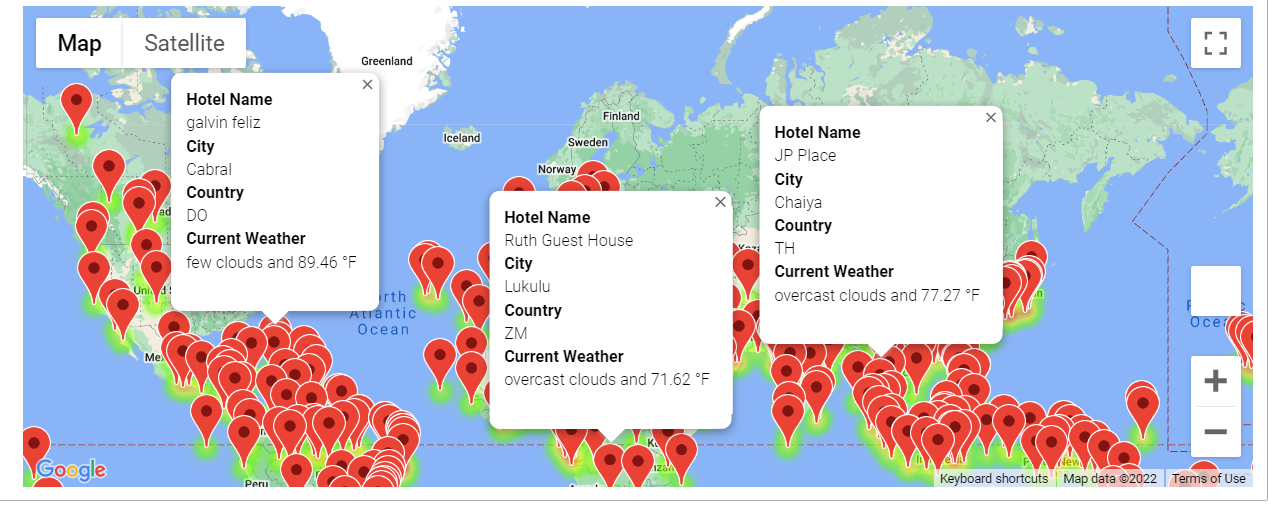 Map
Satellite
Greenland
Iceland
Finland
Sweden
Norway
Hotel Name
galvin feliz
City
Cabral
Country
DO
Current Weather
few clouds and 89.46 °F
Hotel Name
Ruth Guest House
City
Lukulu
Country
ZM
Current Weather
overcast clouds and 71.62 °F
Hotel Name
JP Place
City
Chaiya
Country
TH
Current Weather
overcast clouds and 77.27 °F
Atlantic
Ocean
Peru
Google
Keyboard shortcuts
Map data ©2022
Terms of Use